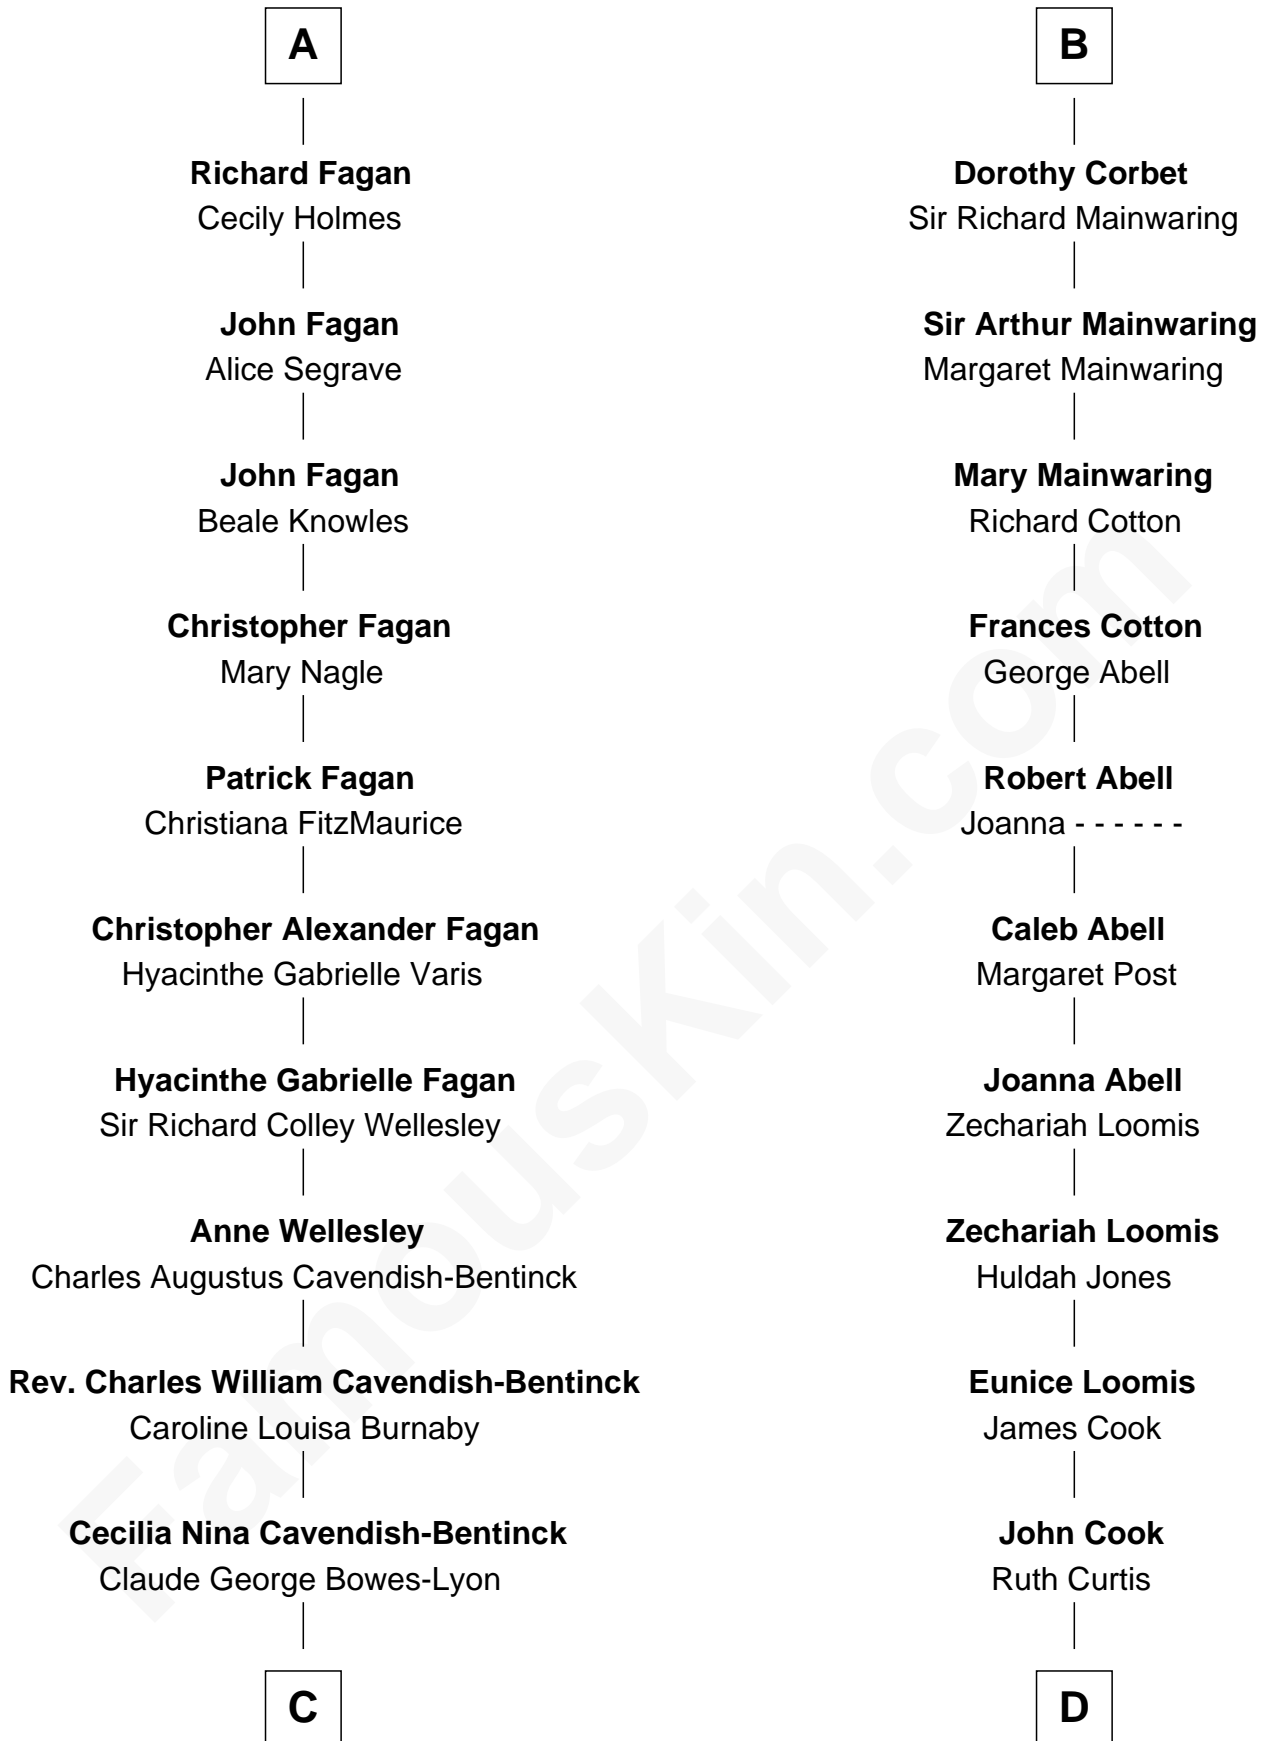 A
Richard Fagan
Cecily Holmes
John Fagan
Alice Segrave
John Fagan
Beale Knowles
Christopher Fagan
Mary Nagle
Patrick Fagan
Christiana FitzMaurice
Christopher Alexander Fagan
Hyacinthe Gabrielle Varis
Hyacinthe Gabrielle Fagan
Sir Richard Colley Wellesley
Anne Wellesley
Charles Augustus Cavendish-Bentinck
Rev. Charles William Cavendish-Bentinck
Caroline Louisa Burnaby
Cecilia Nina Cavendish-Bentinck
Claude George Bowes-Lyon
C
B
Dorothy Corbet
Sir Richard Mainwaring
Sir Arthur Mainwaring
Margaret Mainwaring
Mary Mainwaring
Richard Cotton
Frances Cotton
George Abell
Robert Abell
Joanna - - - - - -
Caleb Abell
Margaret Post
Joanna Abell
Zechariah Loomis
Zechariah Loomis
Huldah Jones
Eunice Loomis
James Cook
John Cook
Ruth Curtis
D
FamousKin.com